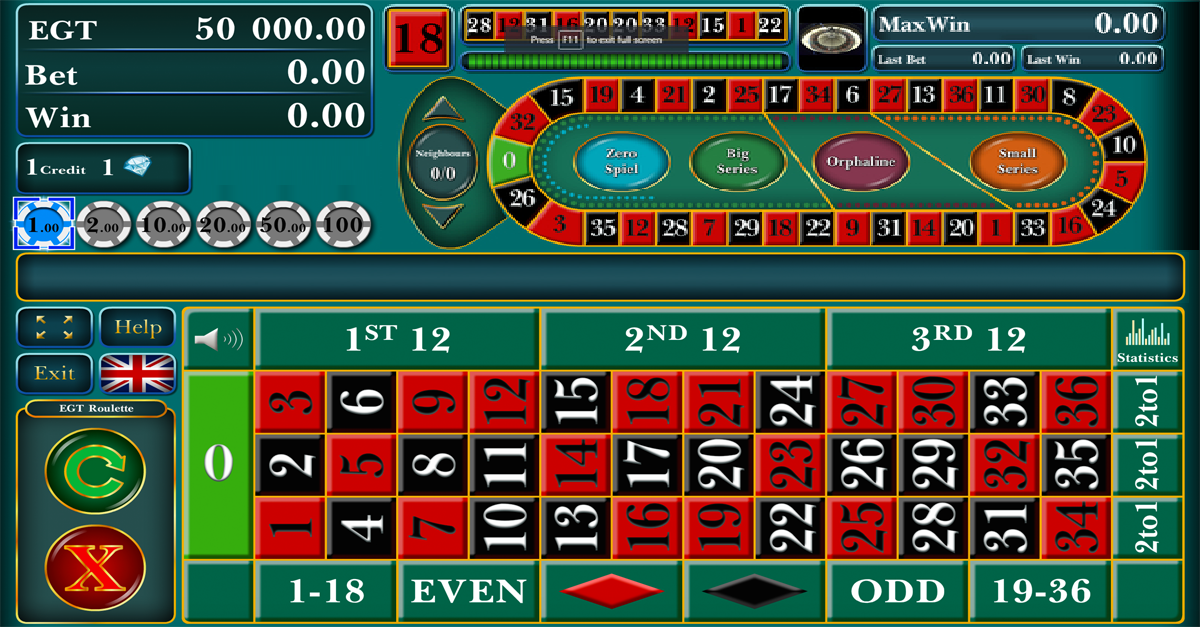 EGT 50 000.00
Bet 0.00
Win 0.00
1 Credit 1
1.00 2.00 10.00 20.00 50.00 100
18
28 12 31 16 20 20 33 12 15 1 22
Press F11 to exit full screen
MaxWin 0.00
Last Bet 0.00 Last Win 0.00
Neighbours
0/0
15 19 4 21 2 25 17 34 6 27 13 36 11 30 8
32 23
10
0
5
26 24
3 35 12 28 7 29 18 22 9 31 14 20 1 33 16
Zero
Spiel
Big
Series
Orphaline
Small
Series
Help
Exit
EGT Roulette
C
X
1ST 12 2ND 12 3RD 12
Statistics
0
3 6 9 12 15 18 21 24 27 30 33 36 2to1
2 5 8 11 14 17 20 23 26 29 32 35 2to1
1 4 7 10 13 16 19 22 25 28 31 34 2to1
1-18 EVEN ODD 19-36